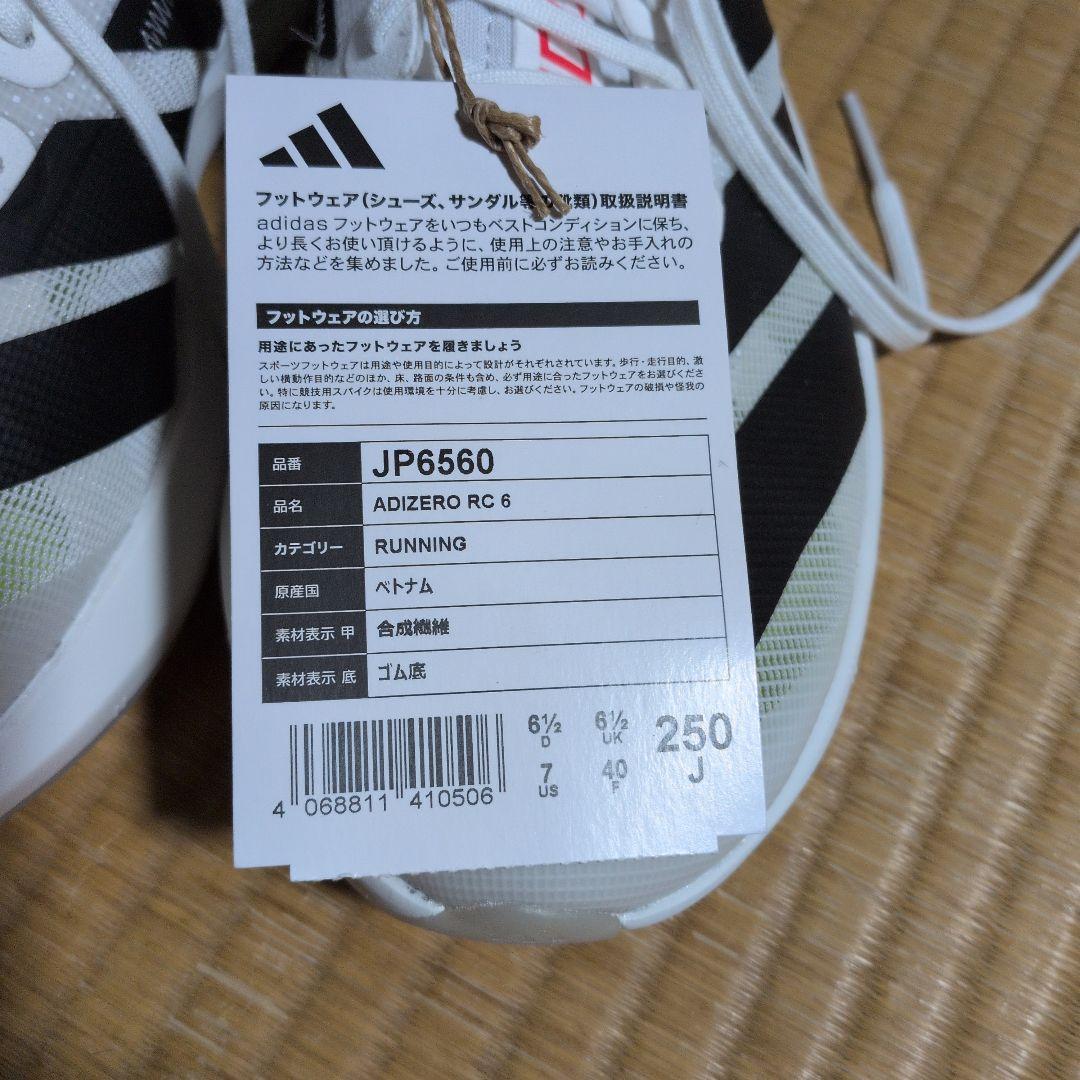 フットウェア(シューズ、サンダル等の靴類)取扱説明書
adidas フットウェアをいつもベストコンディションに保ち、
より長くお使い頂けるように、使用上の注意やお手入れの
方法などを集めました。ご使用前に必ずお読みください。
フットウェアの選び方
用途にあったフットウェアを履きましょう
スポーツフットウェアは用途や使用目的によって設計がそれぞれされています。歩行・走行目的、激
しい横動作目的などのほか、床、路面の条件も含め、必ず用途に合ったフットウェアをお選びくださ
い。特に競技用スパイクは使用環境を十分に考慮し、お選びください。フットウェアの破損や怪我の
原因になります。
品番 JP6560
品名 ADIZERO RC 6
カテゴリー RUNNING
原産国 ベトナム
素材表示 甲 合成繊維
素材表示 底 ゴム底
6½ D 6½ UK 250 J
7 US 40 F
4 068811 410506